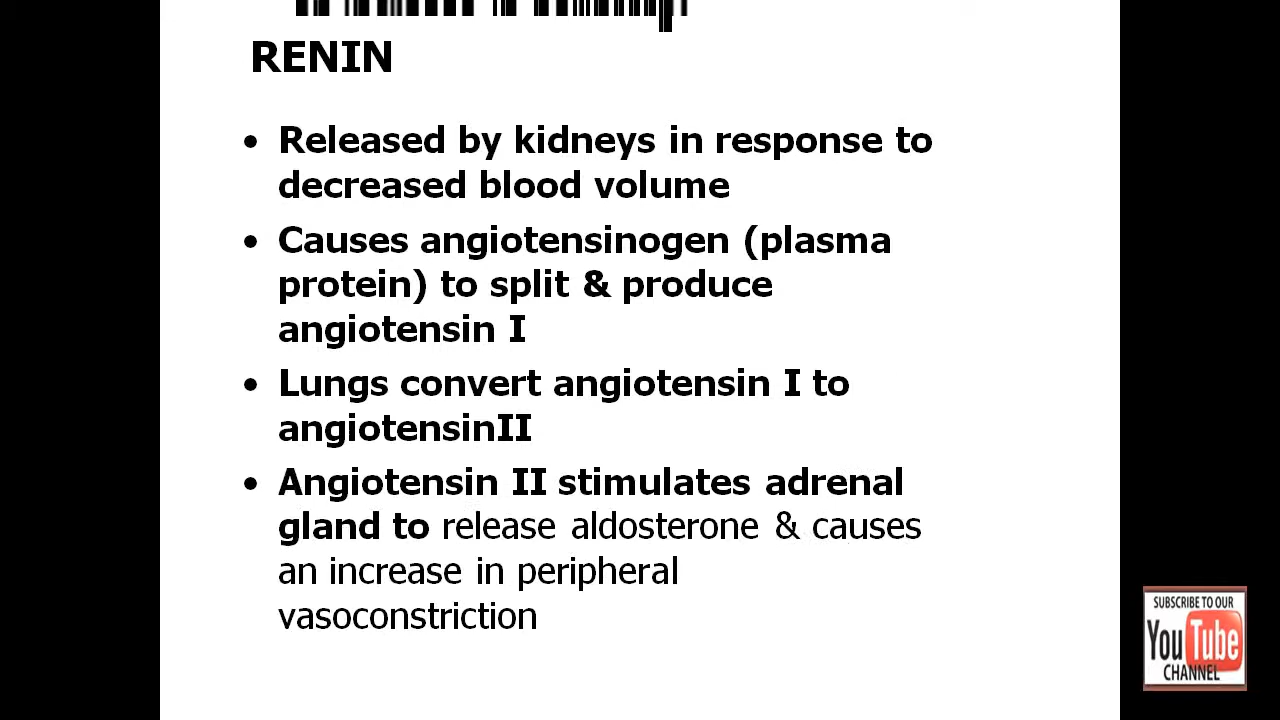 RENIN
• Released by kidneys in response to
decreased blood volume
• Causes angiotensinogen (plasma
protein) to split & produce
angiotensin I
• Lungs convert angiotensin I to
angiotensinII
• Angiotensin II stimulates adrenal
gland to release aldosterone & causes
an increase in peripheral
vasoconstriction
SUBSCRIBE TO OUR
YouTube
CHANNEL